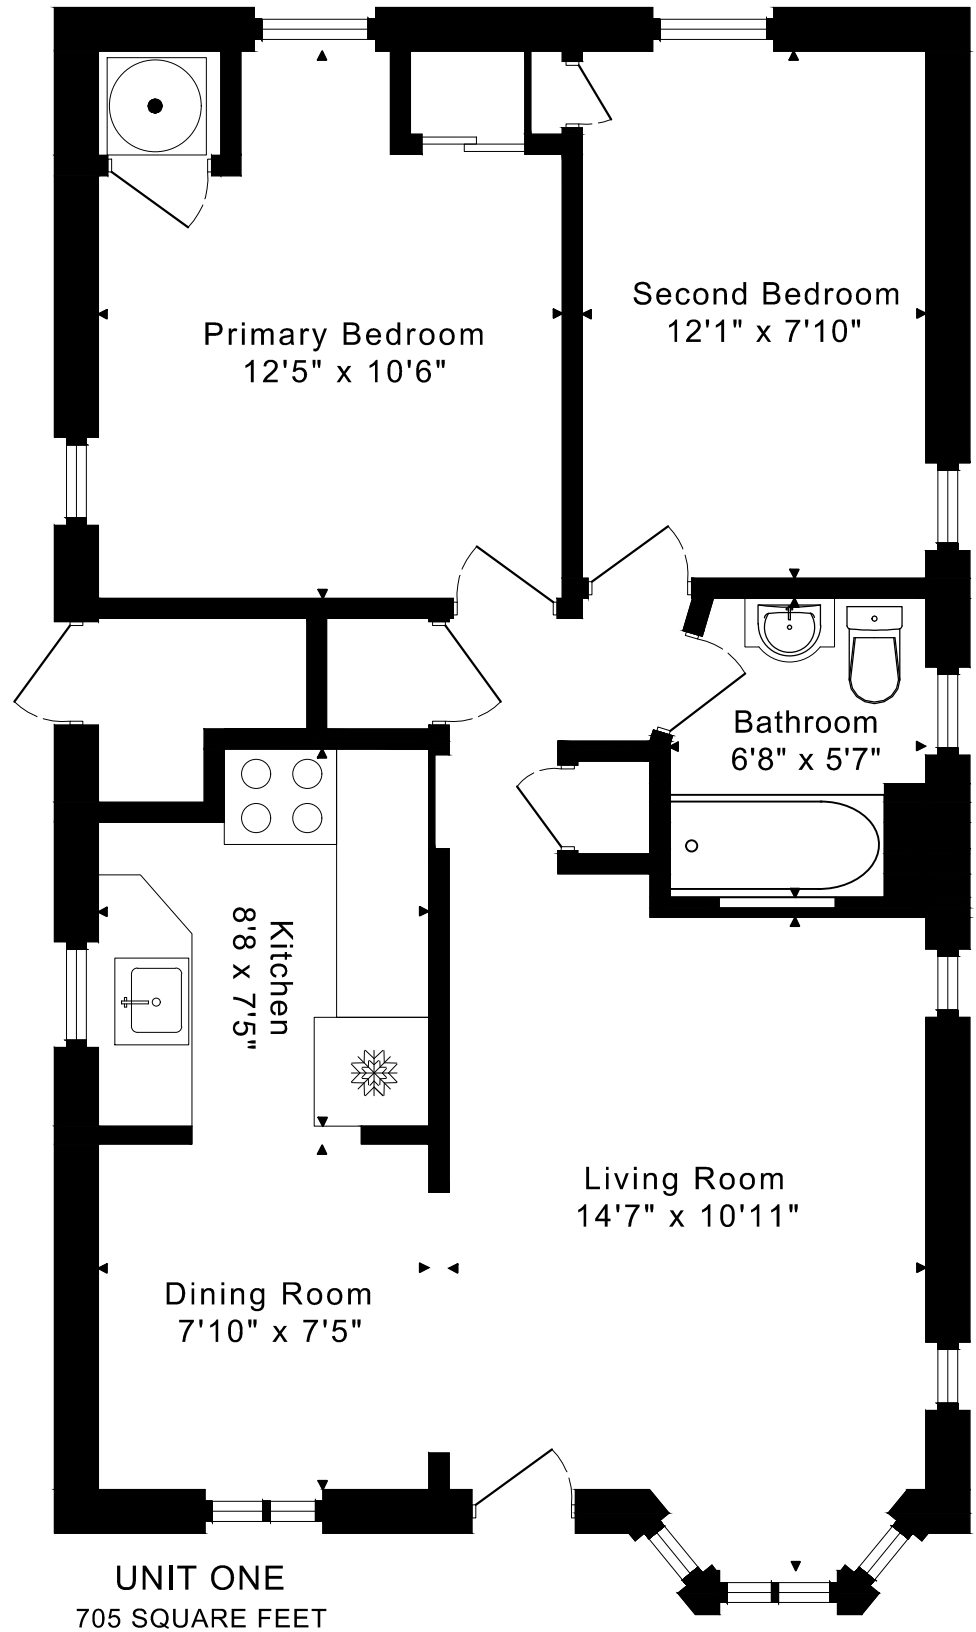 Second Bedroom
12'1" x 7'10"
Primary Bedroom
12'5" x 10'6"
Bathroom
6'8" x 5'7"
Kitchen
8'8 x 7'5"
Living Room
14'7" x 10'11"
Dining Room
7'10" x 7'5"
UNIT ONE
705 SQUARE FEET